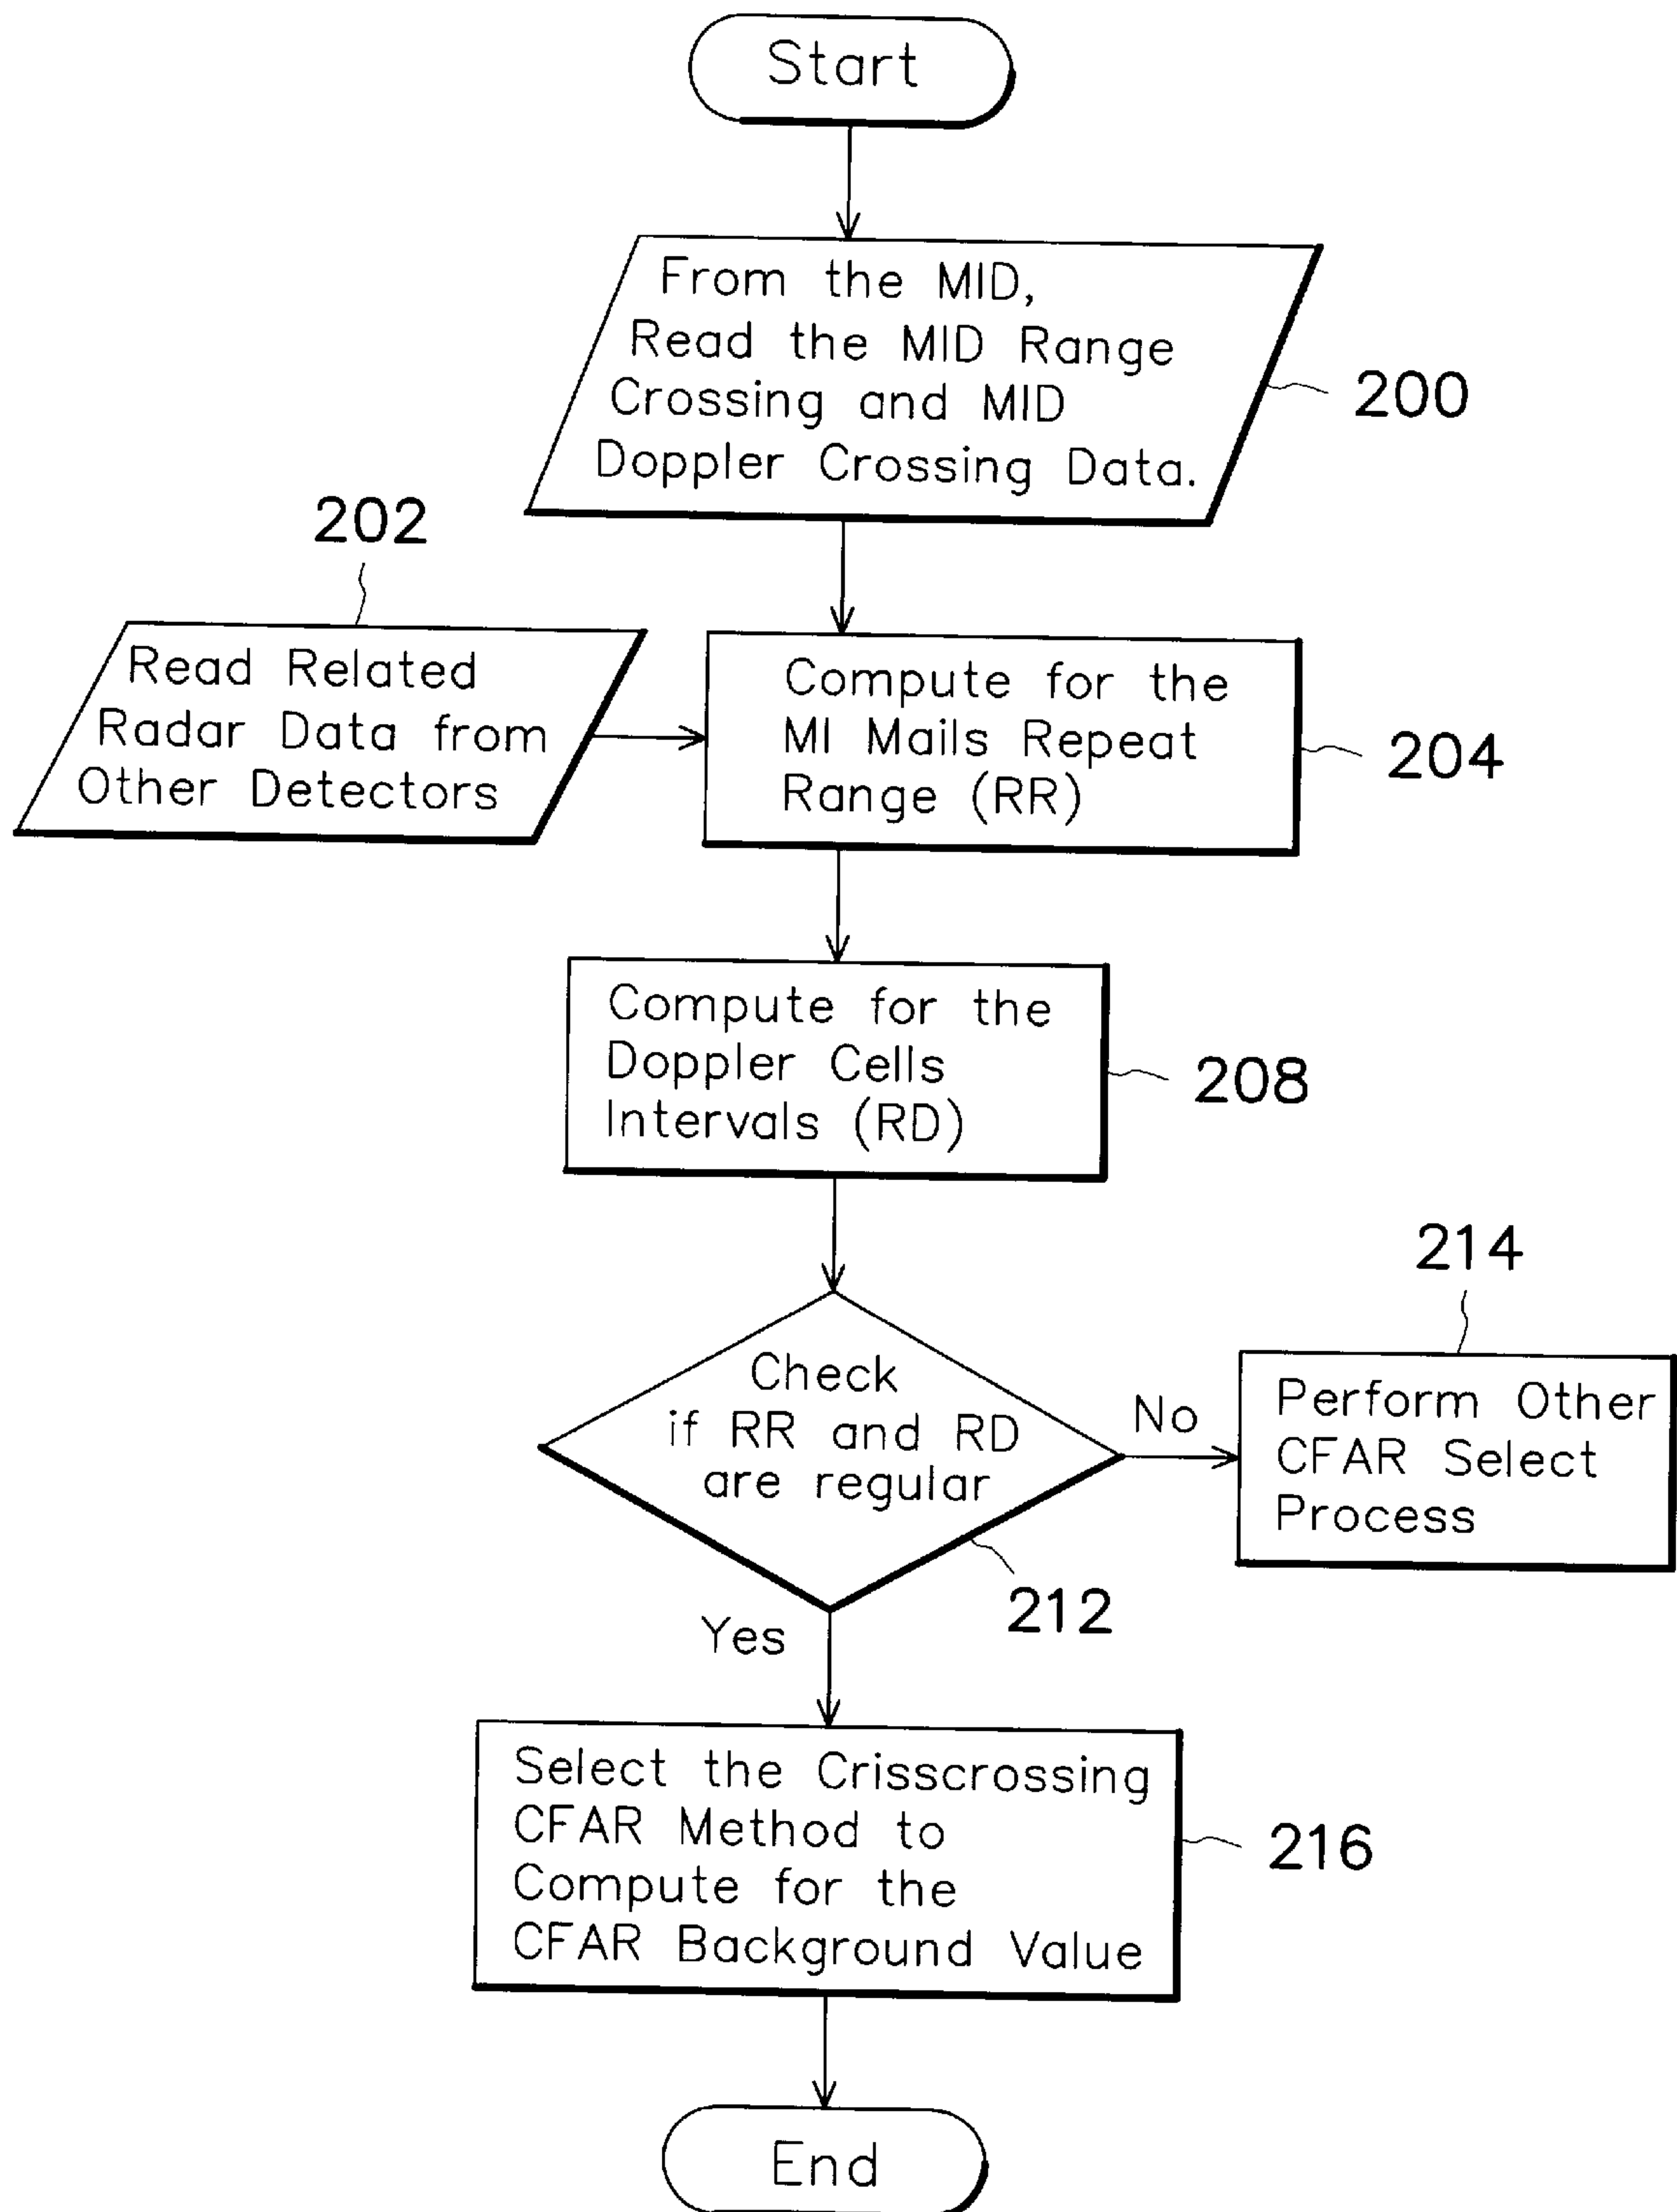 Start
From the MID,
Read the MID Range
Crossing and MID
Doppler Crossing Data.
200
202
Read Related
Radar Data from
Other Detectors
Compute for the
MI Mails Repeat
Range (RR)
204
Compute for the
Doppler Cells
Intervals (RD)
208
Check
if RR and RD
are regular
212
No
214
Perform Other
CFAR Select
Process
Yes
Select the Crisscrossing
CFAR Method to
Compute for the
CFAR Background Value
216
End